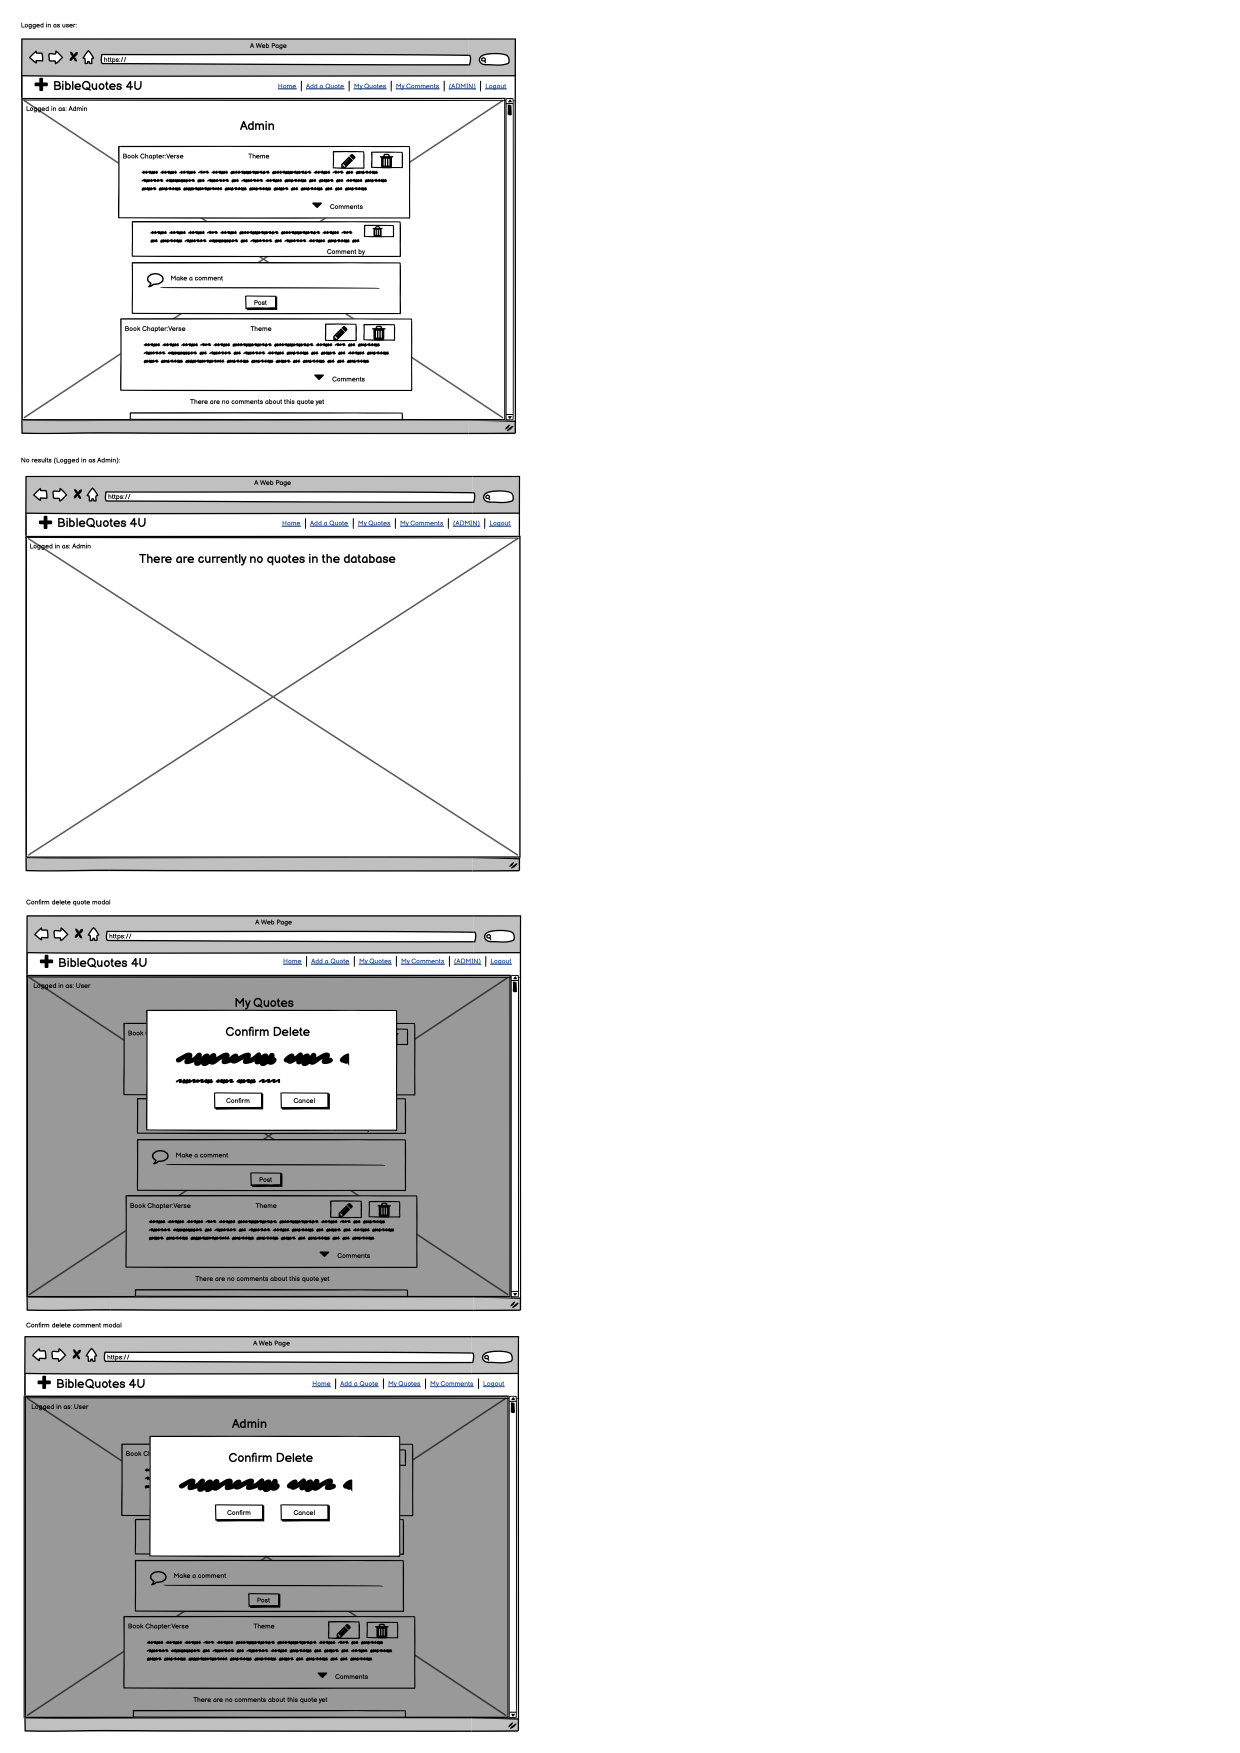 Logged in as user:
A Web Page
https://
BibleQuotes 4U
Home | Add a Quote | My Quotes | My Comments | (ADMIN) | Logout
Logged in as: Admin
Admin
Book Chapter:Verse Theme
Comments
Comment by
Make a comment
Post
Book Chapter:Verse Theme
Comments
There are no comments about this quote yet
No results (Logged in as Admin):
A Web Page
https://
BibleQuotes 4U
Home | Add a Quote | My Quotes | My Comments | (ADMIN) | Logout
Logged in as: Admin
There are currently no quotes in the database
Confirm delete quote modal
A Web Page
https://
BibleQuotes 4U
Home | Add a Quote | My Quotes | My Comments | (ADMIN) | Logout
Logged in as: User
My Quotes
Book
Confirm Delete
Confirm Cancel
Make a comment
Post
Book Chapter:Verse Theme
Comments
There are no comments about this quote yet
Confirm delete comment modal
A Web Page
https://
BibleQuotes 4U
Home | Add a Quote | My Quotes | My Comments | Logout
Logged in as: User
Admin
Book Ch
Confirm Delete
Confirm Cancel
Make a comment
Post
Book Chapter:Verse Theme
Comments
There are no comments about this quote yet